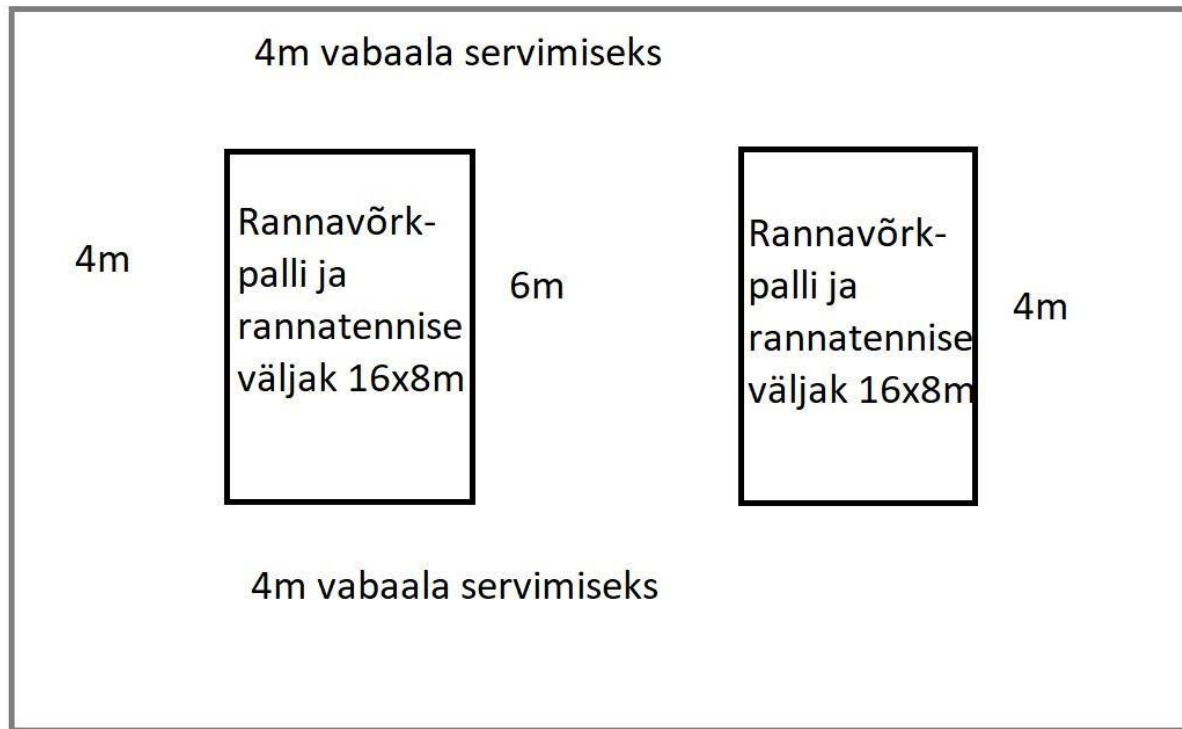 4m vabaala servimiseks
4m
Rannavõrk-
palli ja
rannatennise
väljak 16x8m
6m
Rannavõrk-
palli ja
rannatennise
väljak 16x8m
4m
4m vabaala servimiseks